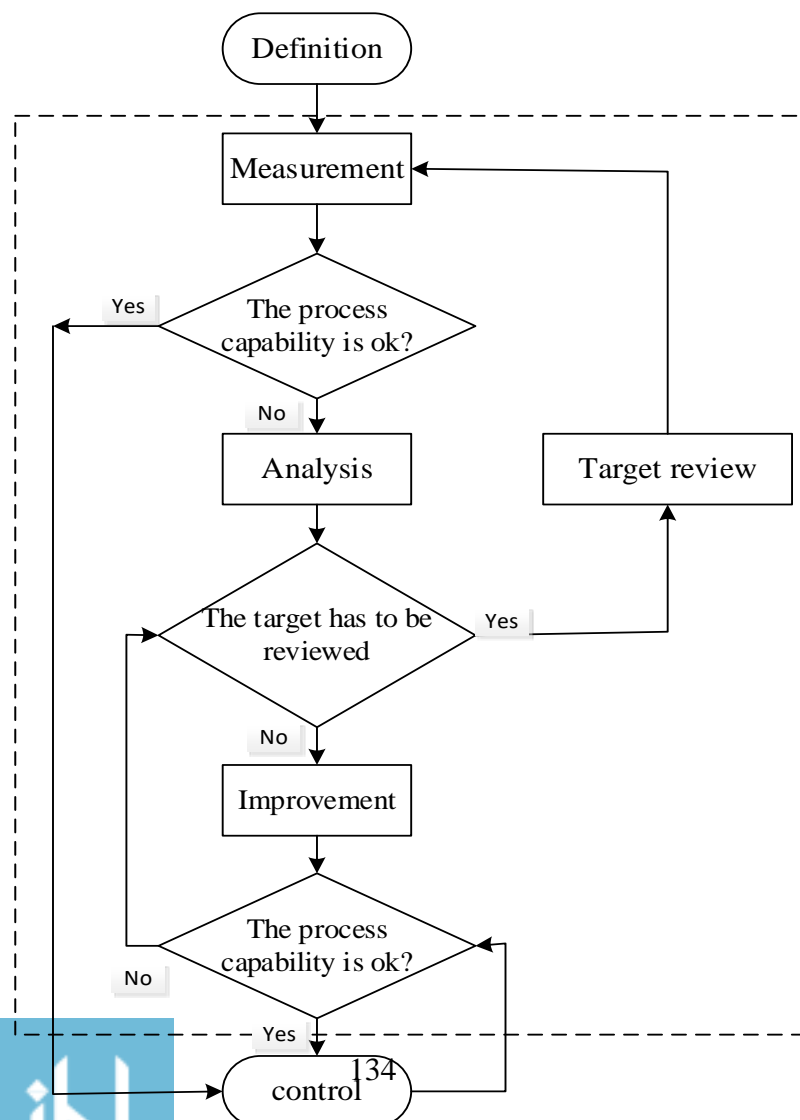 Definition
Measurement
Yes
The process
capability is ok?
No
Analysis
Target review
The target has to be
reviewed
Yes
No
Improvement
The process
capability is ok?
No
Yes
134
control